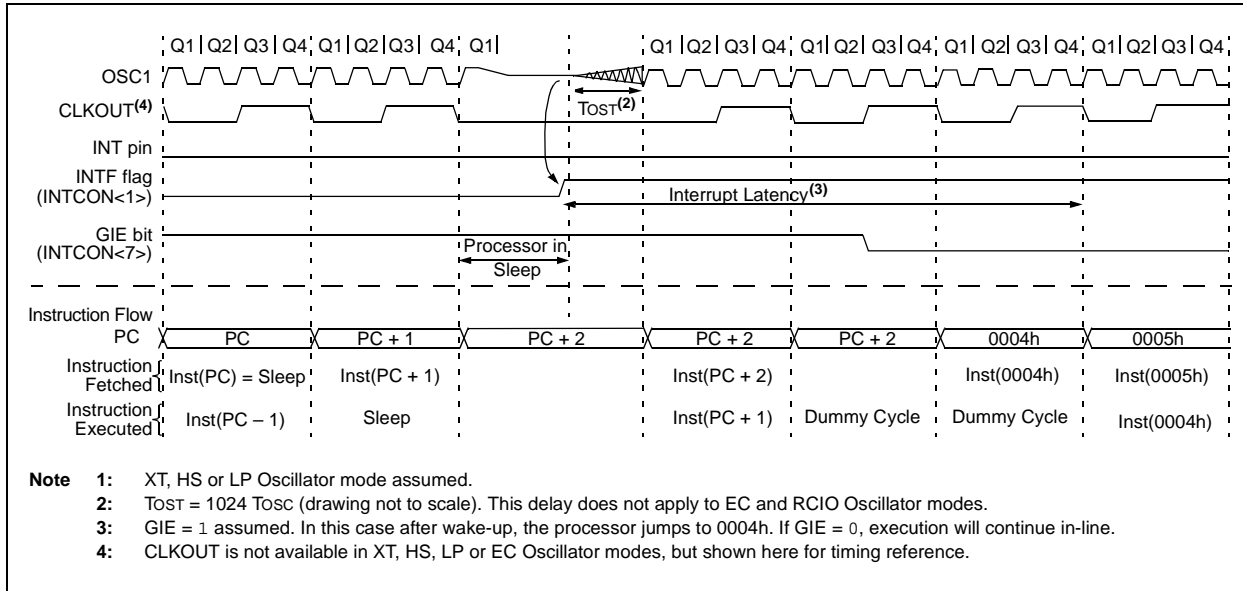 Q1 Q2 Q3 Q4 Q1 Q2 Q3 Q4 Q1 Q1 Q2 Q3 Q4 Q1 Q2 Q3 Q4 Q1 Q2 Q3 Q4 Q1 Q2 Q3 Q4
OSC1
CLKOUT(4)
TOST(2)
INT pin
INTF flag
(INTCON<1>)
Interrupt Latency(3)
GIE bit
(INTCON<7>)
Processor in
Sleep
Instruction Flow
PC PC PC + 1 PC + 2 PC + 2 PC + 2 0004h 0005h
Instruction
Fetched
Inst(PC) = Sleep Inst(PC + 1) Inst(PC + 2) Inst(0004h) Inst(0005h)
Instruction
Executed
Inst(PC – 1) Sleep Inst(PC + 1) Dummy Cycle Dummy Cycle Inst(0004h)
Note 1: XT, HS or LP Oscillator mode assumed.
2: TOST = 1024 TOSC (drawing not to scale). This delay does not apply to EC and RCIO Oscillator modes.
3: GIE = 1 assumed. In this case after wake-up, the processor jumps to 0004h. If GIE = 0, execution will continue in-line.
4: CLKOUT is not available in XT, HS, LP or EC Oscillator modes, but shown here for timing reference.